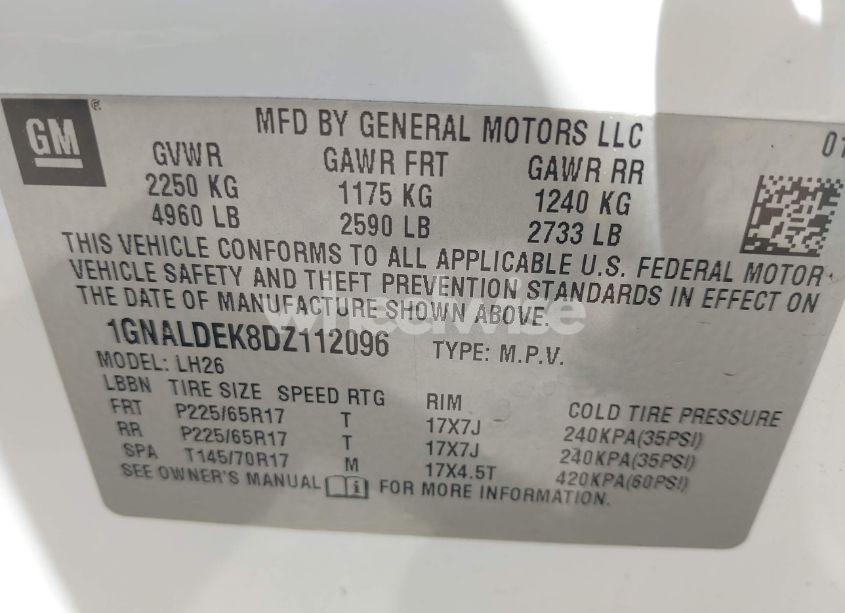 GM ®
MFD BY GENERAL MOTORS LLC 01
GVWR GAWR FRT GAWR RR
2250 KG 1175 KG 1240 KG
4960 LB 2590 LB 2733 LB
THIS VEHICLE CONFORMS TO ALL APPLICABLE U.S. FEDERAL MOTOR
VEHICLE SAFETY AND THEFT PREVENTION STANDARDS IN EFFECT ON
THE DATE OF MANUFACTURE SHOWN ABOVE.
1GNALDEK8DZ112096 TYPE: M.P.V.
MODEL: LH26
LBBN TIRE SIZE SPEED RTG RIM COLD TIRE PRESSURE
FRT P225/65R17 T 17X7J 240KPA(35PSI)
RR P225/65R17 T 17X7J 240KPA(35PSI)
SPA T145/70R17 M 17X4.5T 420KPA(60PSI)
SEE OWNER'S MANUAL i FOR MORE INFORMATION.